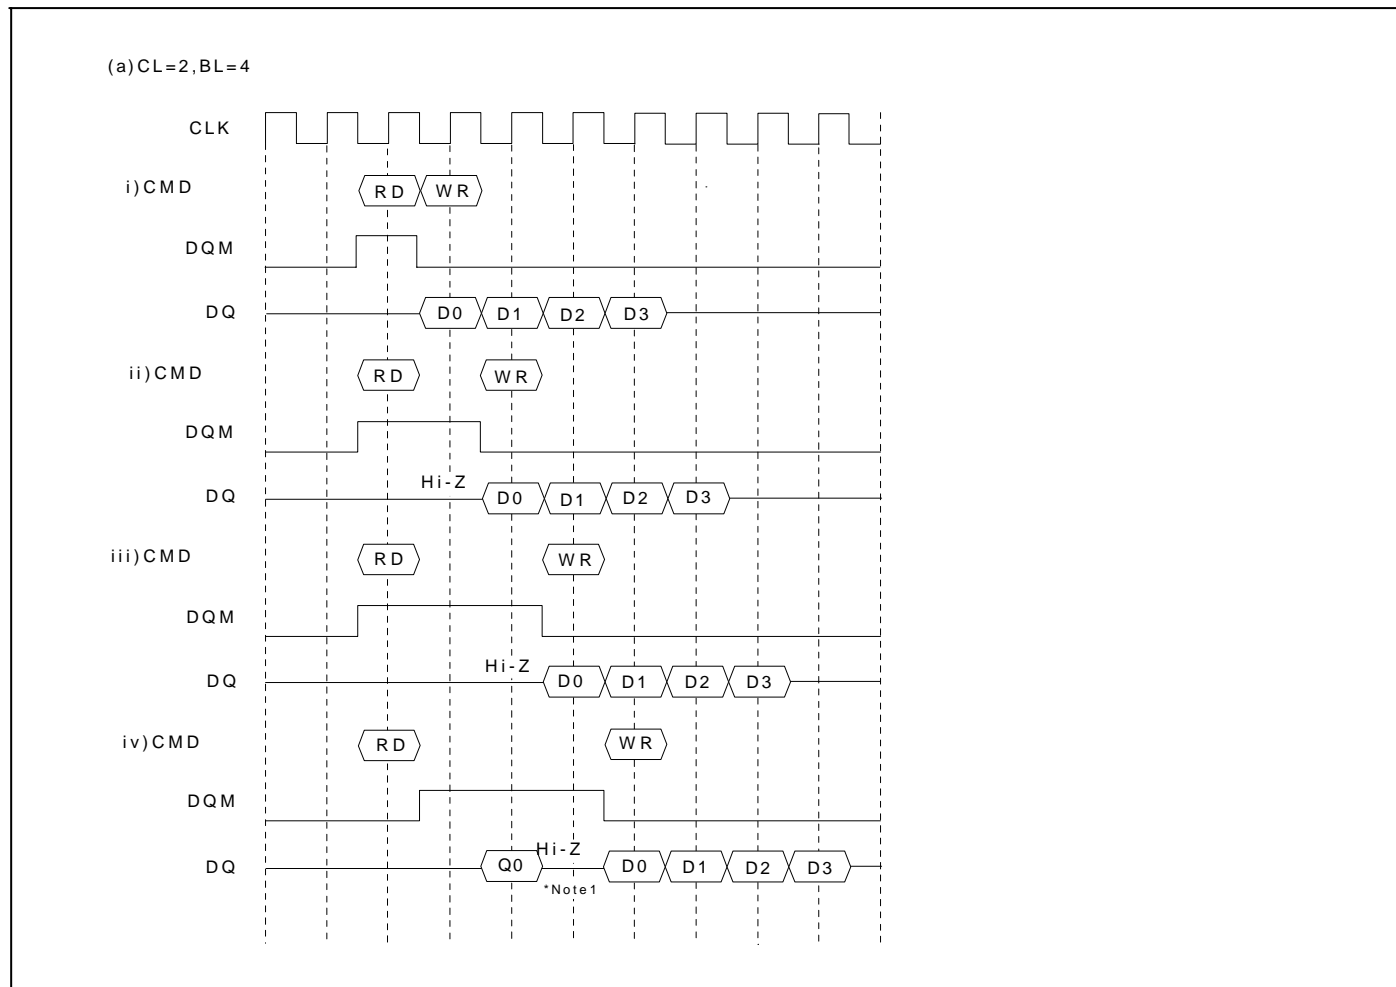 (a)CL=2,BL=4
CLK
i)CMD RD WR
DQM
DQ D0 D1 D2 D3
ii)CMD RD WR
DQM
Hi-Z
DQ D0 D1 D2 D3
iii)CMD RD WR
DQM
Hi-Z
DQ D0 D1 D2 D3
iv)CMD RD WR
DQM
Hi-Z
DQ Q0 D0 D1 D2 D3
*Note1